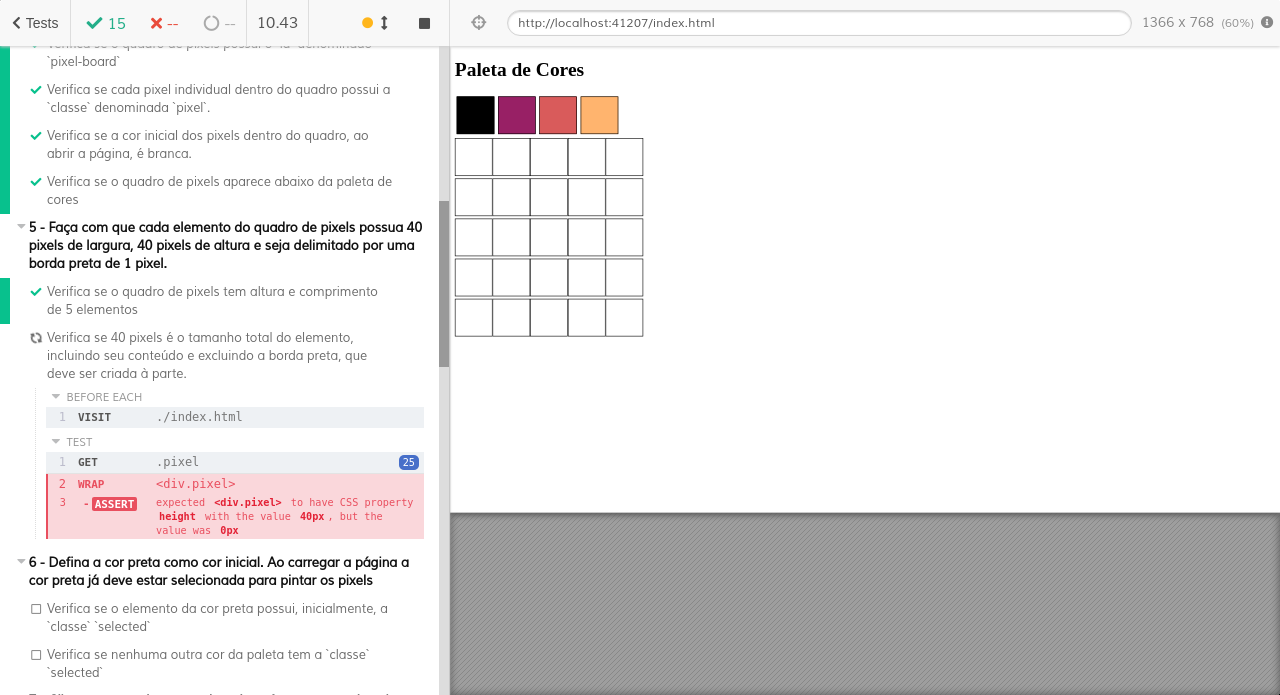 Tests
15
--
--
10.43
http://localhost:41207/index.html
1366 x 768 (60%)
Verifica se o quadro de pixels possui o `id` denominado
`pixel-board`
Verifica se cada pixel individual dentro do quadro possui a
`classe` denominada `pixel`.
Verifica se a cor inicial dos pixels dentro do quadro, ao
abrir a página, é branca.
Verifica se o quadro de pixels aparece abaixo da paleta de
cores
5 - Faça com que cada elemento do quadro de pixels possua 40
pixels de largura, 40 pixels de altura e seja delimitado por uma
borda preta de 1 pixel.
Verifica se o quadro de pixels tem altura e comprimento
de 5 elementos
Verifica se 40 pixels é o tamanho total do elemento,
incluindo seu conteúdo e excluindo a borda preta, que
deve ser criada à parte.
BEFORE EACH
1 VISIT ./index.html
TEST
1 GET .pixel 25
2 WRAP <div.pixel>
3 -ASSERT expected <div.pixel> to have CSS property
height with the value 40px, but the
value was 0px
6 - Defina a cor preta como cor inicial. Ao carregar a página a
cor preta já deve estar selecionada para pintar os pixels
Verifica se o elemento da cor preta possui, inicialmente, a
`classe` `selected`
Verifica se nenhuma outra cor da paleta tem a `classe`
`selected`
Paleta de Cores